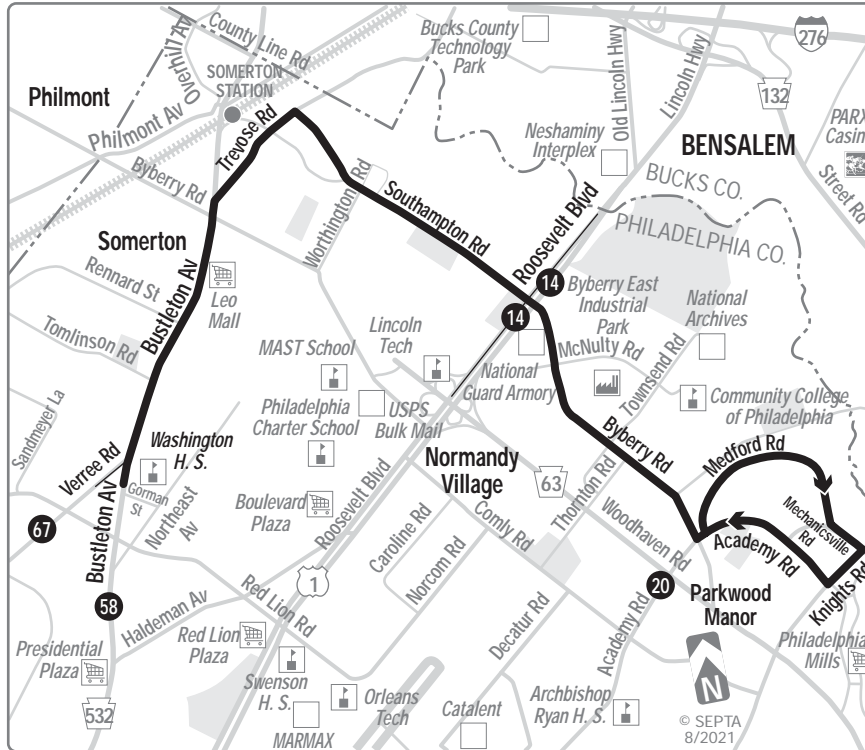 Bucks County
Technology
Park
276
County Line Rd
Overhill Av
SOMERTON
STATION
Philmont
Philmont Av
Old Lincoln Hwy
Lincoln Hwy
132
PARX
Casin
Street Rd
Neshaminy
Interplex
BENSALEM
BUCKS CO.
PHILADELPHIA CO.
Trevose Rd
Byberry Rd
Worthington Rd
Southampton Rd
Roosevelt Blvd
Somerton
Rennard St
Bustleton Av
Leo
Mall
Tomlinson Rd
14
14
Byberry East
Industrial
Park
National
Archives
Lincoln
Tech
MAST School
McNulty Rd
Townsend Rd
National
Guard Armory
Philadelphia
Charter School
USPS
Bulk Mail
Community College
of Philadelphia
Sandmeyer La
Verree Rd
Washington
H. S.
Gorman
St
Northeast
Av
Normandy
Village
Byberry Rd
Medford Rd
Mechanicsville
Rd
Boulevard
Plaza
Roosevelt Blvd
63
Thornton Rd
Woodhaven Rd
Academy Rd
Knights Rd
67
Bustleton Av
Comly Rd
Caroline Rd
Norcom Rd
58
Haldeman Av
1
Red Lion Rd
Decatur Rd
20
Academy Rd
Parkwood
Manor
Presidential
Plaza
Red Lion
Plaza
Philadelphia
Mills
532
Swenson
H. S.
Orleans
Tech
MARMAX
Catalent
Archbishop
Ryan H. S.
N
© SEPTA
8/2021